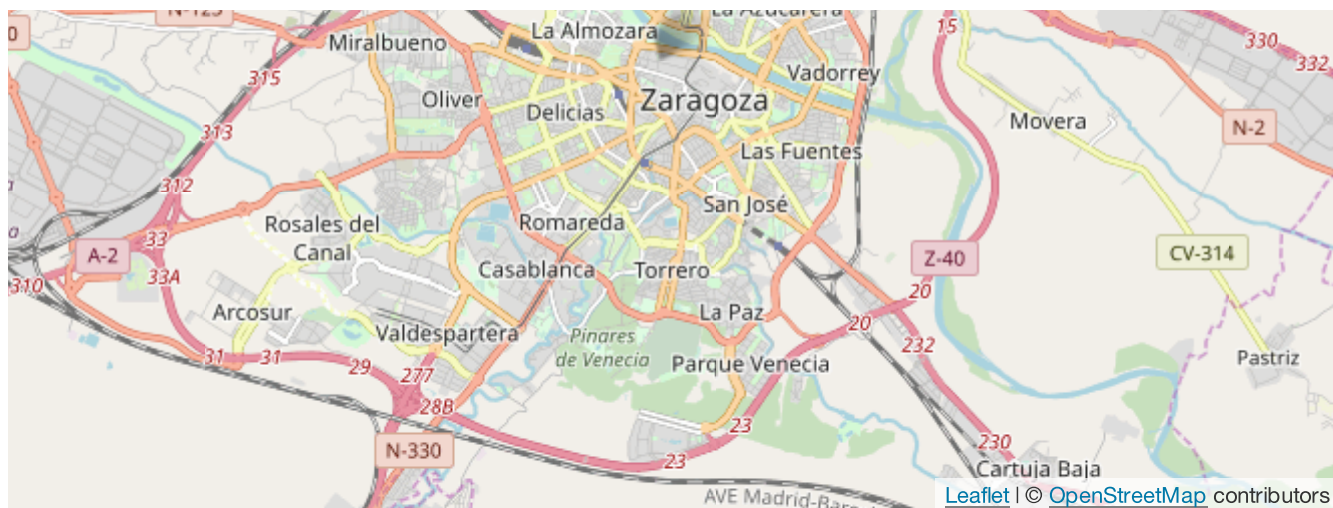 N-125
La Azucarera
15
0
Miralbueno
La Almozara
330
332
315
Vadorrey
Oliver
Zaragoza
Delicias
Movera
N-2
313
Las Fuentes
312
San José
Rosales del
Canal
Romareda
33
A-2
33A
Casablanca
Torrero
Z-40
CV-314
310
20
Arcosur
La Paz
20
Valdespartera
Pinares
de Venecia
232
31
31
29
277
Parque Venecia
Pastriz
28B
23
N-330
23
230
Cartuja Baja
AVE Madrid-Bar
Leaflet | © OpenStreetMap contributors